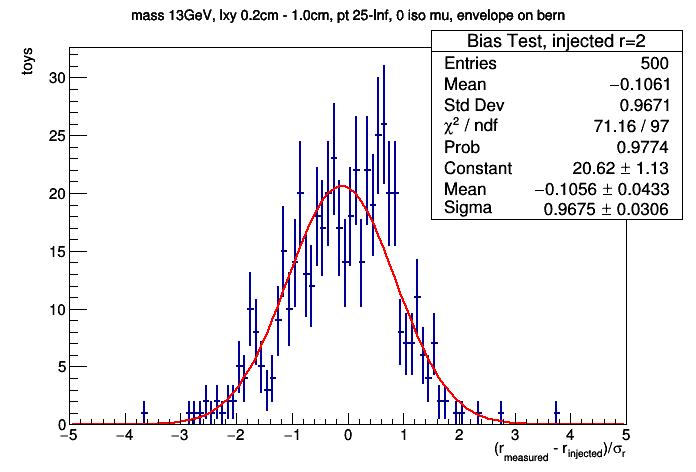 mass 13GeV, lxy 0.2cm - 1.0cm, pt 25-Inf, 0 iso mu, envelope on bern
Bias Test, injected r=2
Entries 500
Mean −0.1061
Std Dev 0.9671
χ² / ndf 71.16 / 97
Prob 0.9774
Constant 20.62 ± 1.13
Mean −0.1056 ± 0.0433
Sigma 0.9675 ± 0.0306
toys
30
25
20
15
10
5
0
−5 −4 −3 −2 −1 0 1 2 3 4 5
(r_measured - r_injected)/σ_r